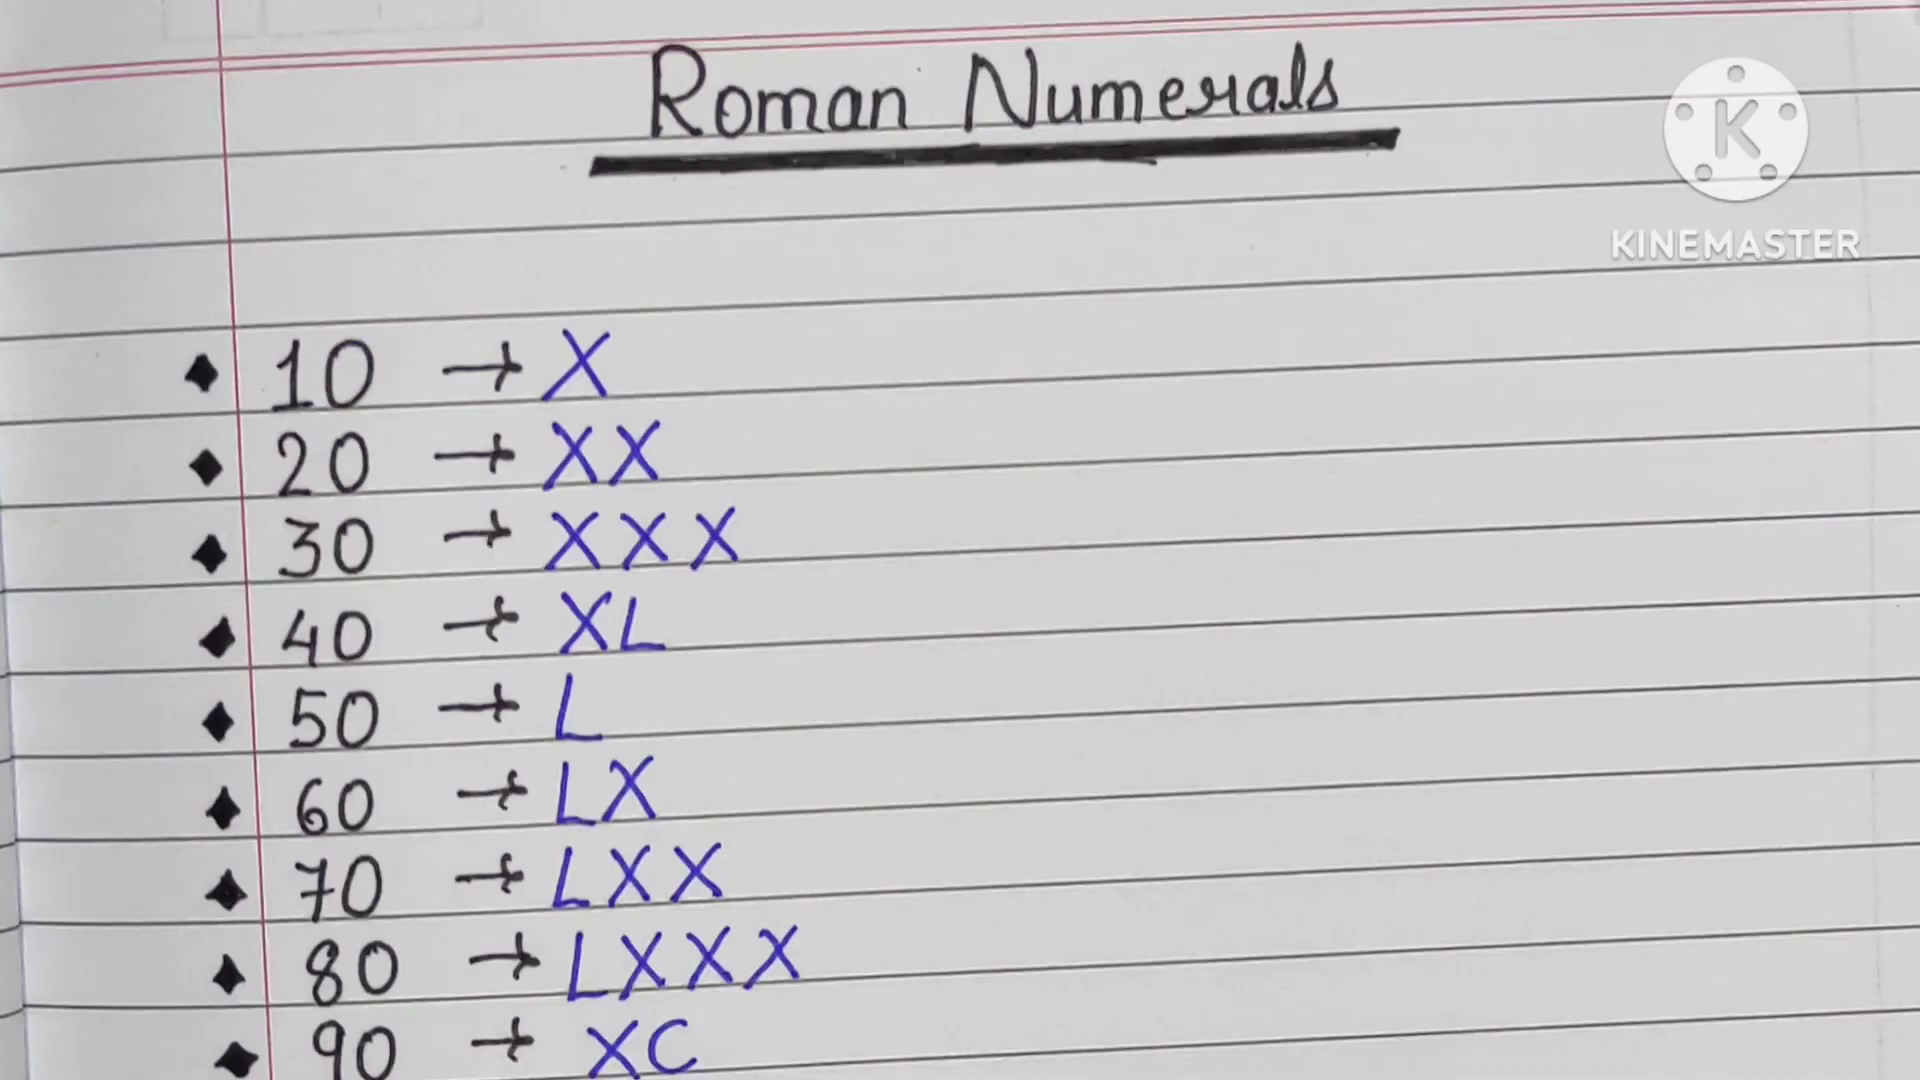 Roman Numerals
K
KINEMASTER
◆ 10 → X
◆ 20 → XX
◆ 30 → XXX
◆ 40 → XL
◆ 50 → L
◆ 60 → LX
◆ 70 → LXX
◆ 80 → LXXX
◆ 90 → XC